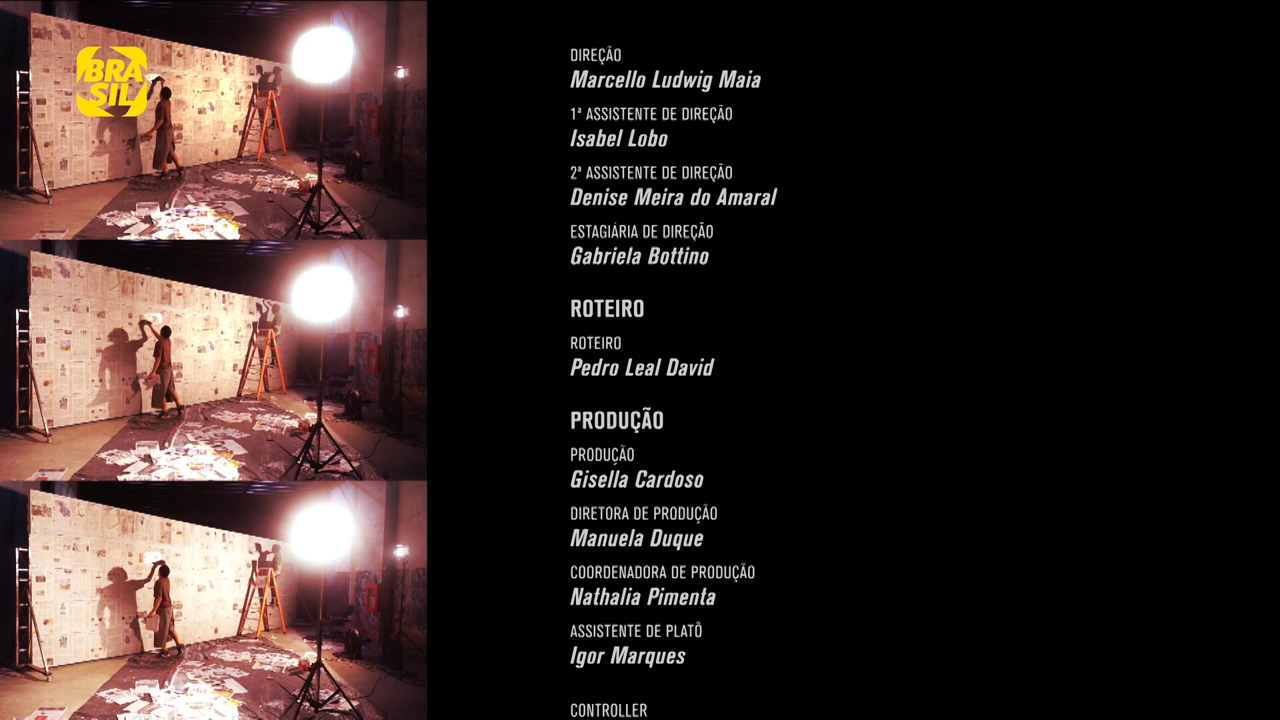 BRA
SIL
DIREÇÃO
Marcello Ludwig Maia
1ª ASSISTENTE DE DIREÇÃO
Isabel Lobo
2ª ASSISTENTE DE DIREÇÃO
Denise Meira do Amaral
ESTAGIÁRIA DE DIREÇÃO
Gabriela Bottino
ROTEIRO
ROTEIRO
Pedro Leal David
PRODUÇÃO
PRODUÇÃO
Gisella Cardoso
DIRETORA DE PRODUÇÃO
Manuela Duque
COORDENADORA DE PRODUÇÃO
Nathalia Pimenta
ASSISTENTE DE PLATÔ
Igor Marques
CONTROLLER